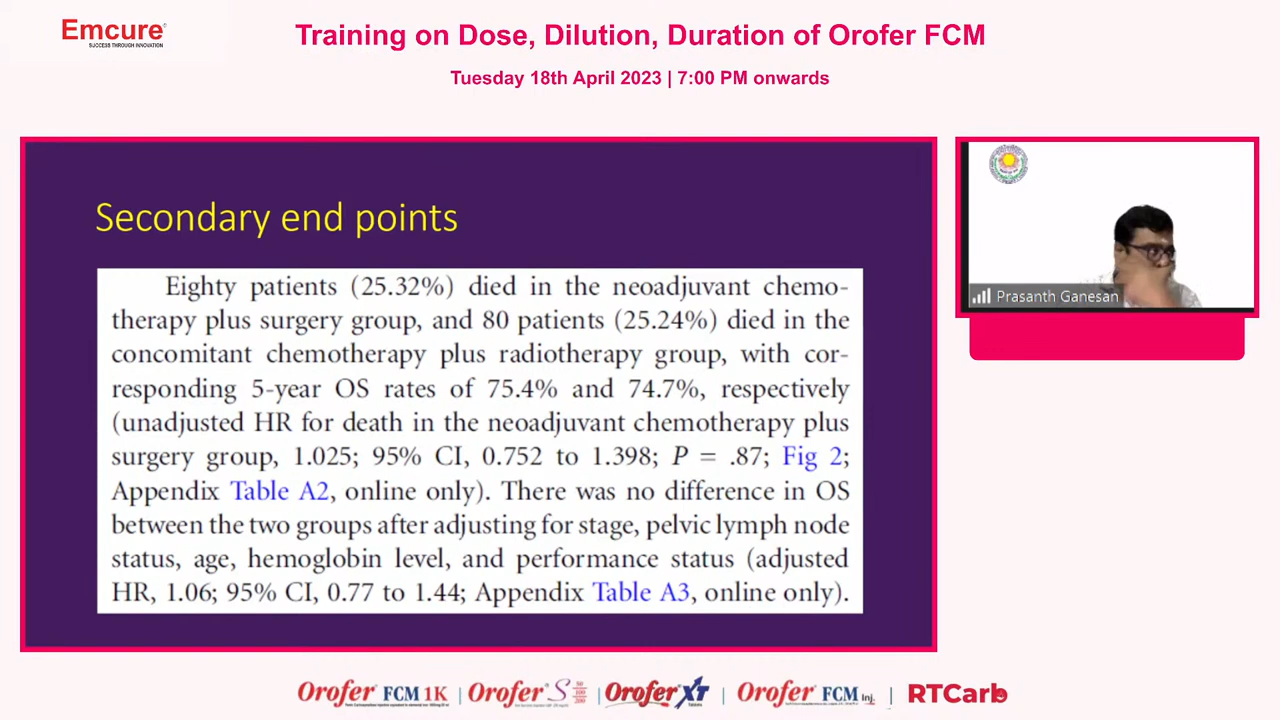 Emcure
SUCCESS THROUGH INNOVATION
Training on Dose, Dilution, Duration of Orofer FCM
Tuesday 18th April 2023 | 7:00 PM onwards
Secondary end points
Eighty patients (25.32%) died in the neoadjuvant chemo-
therapy plus surgery group, and 80 patients (25.24%) died in the
concomitant chemotherapy plus radiotherapy group, with cor-
responding 5-year OS rates of 75.4% and 74.7%, respectively
(unadjusted HR for death in the neoadjuvant chemotherapy plus
surgery group, 1.025; 95% CI, 0.752 to 1.398; P = .87; Fig 2;
Appendix Table A2, online only). There was no difference in OS
between the two groups after adjusting for stage, pelvic lymph node
status, age, hemoglobin level, and performance status (adjusted
HR, 1.06; 95% CI, 0.77 to 1.44; Appendix Table A3, online only).
Prasanth Ganesan
Orofer FCM 1K | Orofer S 50 100 200 | Orofer XT Tablets | Orofer FCM Inj. | RTCarb